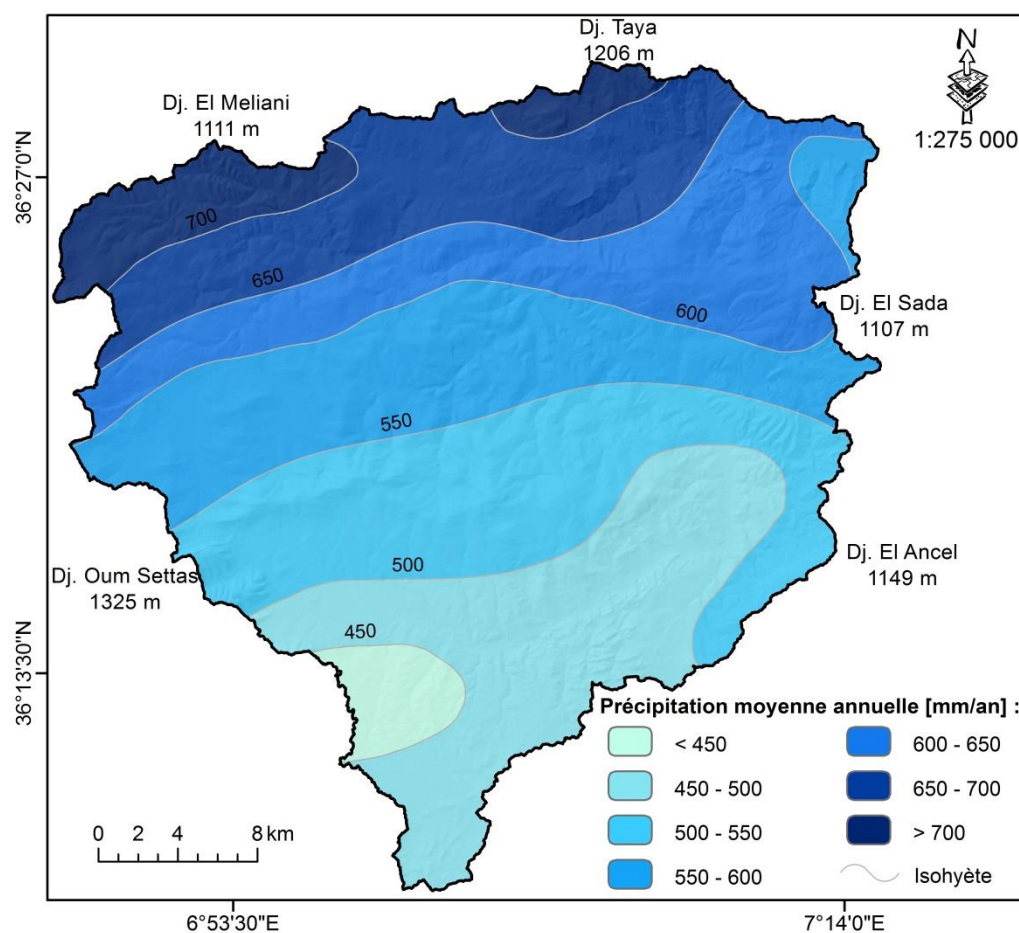 Dj. Taya
1206 m
N
Dj. El Meliani
1111 m
1:275 000
36°27'0"N
700
650
600
Dj. El Sada
1107 m
550
500
Dj. El Ancel
1149 m
Dj. Oum Settas
1325 m
450
36°13'30"N
Précipitation moyenne annuelle [mm/an] :
< 450
600 - 650
450 - 500
650 - 700
500 - 550
> 700
550 - 600
Isohyète
0 2 4 8 km
6°53'30"E
7°14'0"E